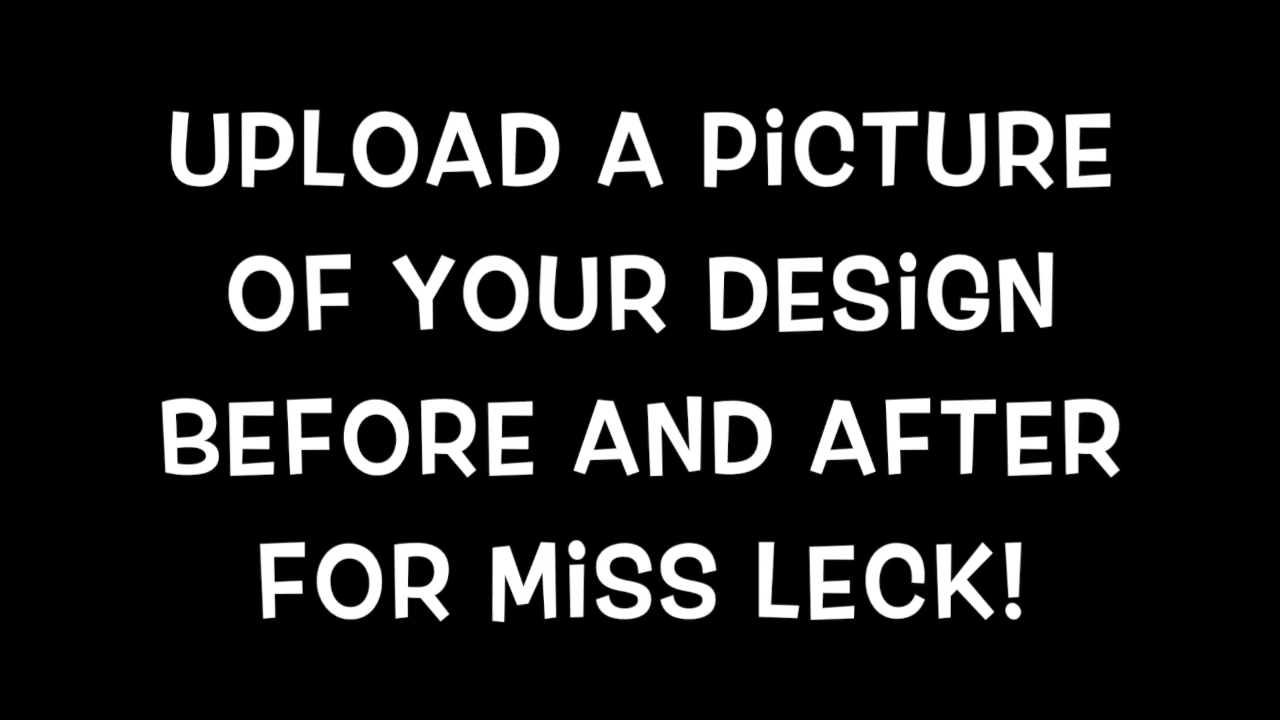 UPLOAD A PiCTURE
OF YOUR DESiGN
BEFORE AND AFTER
FOR MiSS LECK!